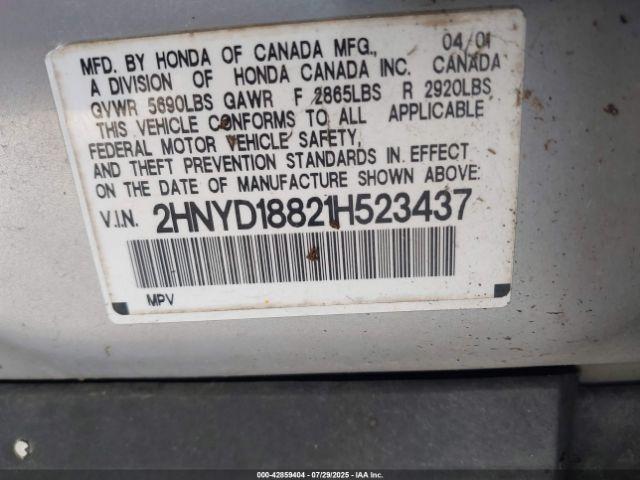 MFD. BY HONDA OF CANADA MFG., 04/01
A DIVISION OF HONDA CANADA INC. CANADA
GVWR 5690LBS GAWR F 2865LBS R 2920LBS
THIS VEHICLE CONFORMS TO ALL APPLICABLE
FEDERAL MOTOR VEHICLE SAFETY,
AND THEFT PREVENTION STANDARDS IN EFFECT
ON THE DATE OF MANUFACTURE SHOWN ABOVE:
V.I.N. 2HNYD18821H523437
MPV
000-42859404 | 07/29/2025 | IAAI.COM